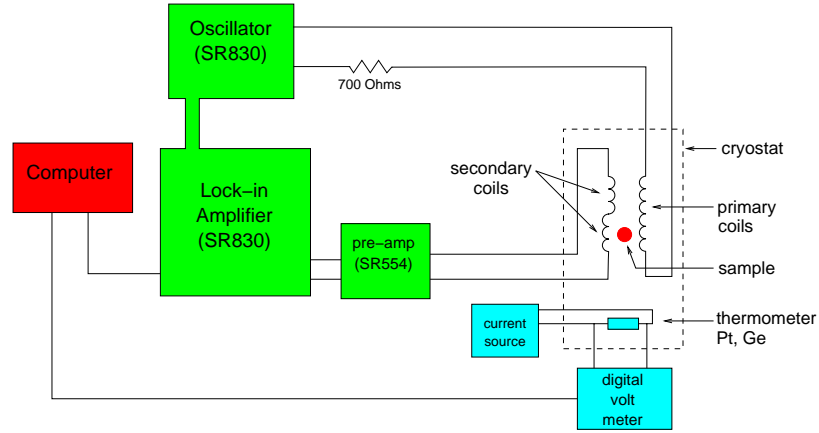 Oscillator
(SR830)
700 Ohms
Computer
Lock-in
Amplifier
(SR830)
pre-amp
(SR554)
secondary
coils
cryostat
primary
coils
sample
current
source
thermometer
Pt, Ge
digital
volt
meter